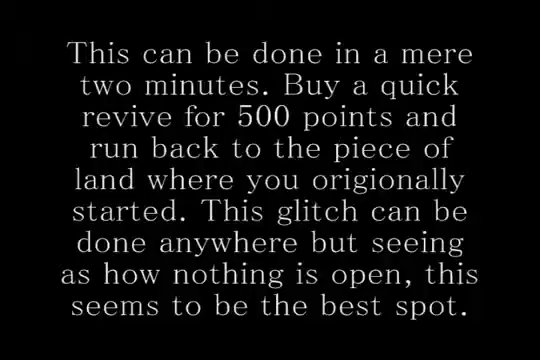 This can be done in a mere
two minutes. Buy a quick
revive for 500 points and
run back to the piece of
land where you origionally
started. This glitch can be
done anywhere but seeing
as how nothing is open, this
seems to be the best spot.